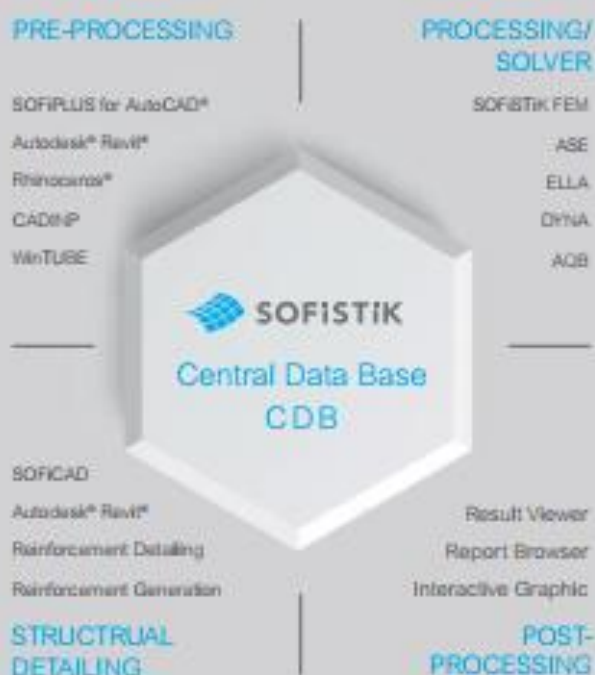 PRE-PROCESSING
SOFiPLUS for AutoCAD®
Autodesk® Revit®
Rhinoceros®
CADINP
WinTUBE
PROCESSING/
SOLVER
SOFiSTiK FEM
ASE
ELLA
DYNA
AQB
SOFiSTiK
Central Data Base
CDB
SOFiCAD
Autodesk® Revit®
Reinforcement Detailing
Reinforcement Generation
STRUCTRUAL
DETAILING
Result Viewer
Report Browser
Interactive Graphic
POST-
PROCESSING